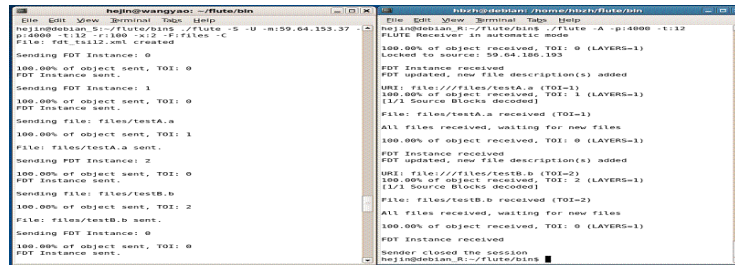 hejin@wangyao: ~/flute/bin
File Edit View Terminal Tabs Help
hejin@debian_S:~/flute/bin$ ./flute -S -U -m:59.64.153.37 -
p:4000 -t:12 -r:100 -x:2 -F:files -C
File: fdt_tsi12.xml created
Sending FDT Instance: 0
100.00% of object sent, TOI: 0
FDT Instance sent.
Sending FDT Instance: 1
100.00% of object sent, TOI: 0
FDT Instance sent.
Sending file: files/testA.a
100.00% of object sent, TOI: 1
File: files/testA.a sent.
Sending FDT Instance: 2
100.00% of object sent, TOI: 0
FDT Instance sent.
Sending file: files/testB.b
100.00% of object sent, TOI: 2
File: files/testB.b sent.
Sending FDT Instance: 0
100.00% of object sent, TOI: 0
FDT Instance sent.
hbzh@debian: /home/hbzh/flute/bin
File Edit View Terminal Tabs Help
hejin@debian_R:~/flute/bin$ ./flute -A -p:4000 -t:12
FLUTE Receiver in automatic mode
100.00% of object received, TOI: 0 (LAYERS=1)
Locked to source: 59.64.186.193
FDT Instance received
FDT updated, new file description(s) added
URI: file:///files/testA.a (TOI=1)
100.00% of object received, TOI: 1 (LAYERS=1)
[1/1 Source Blocks decoded]
File: files/testA.a received (TOI=1)
All files received, waiting for new files
100.00% of object received, TOI: 0 (LAYERS=1)
FDT Instance received
FDT updated, new file description(s) added
URI: file:///files/testB.b (TOI=2)
100.00% of object received, TOI: 2 (LAYERS=1)
[1/1 Source Blocks decoded]
File: files/testB.b received (TOI=2)
All files received, waiting for new files
100.00% of object received, TOI: 0 (LAYERS=1)
FDT Instance received
Sender closed the session
hejin@debian_R:~/flute/bin$